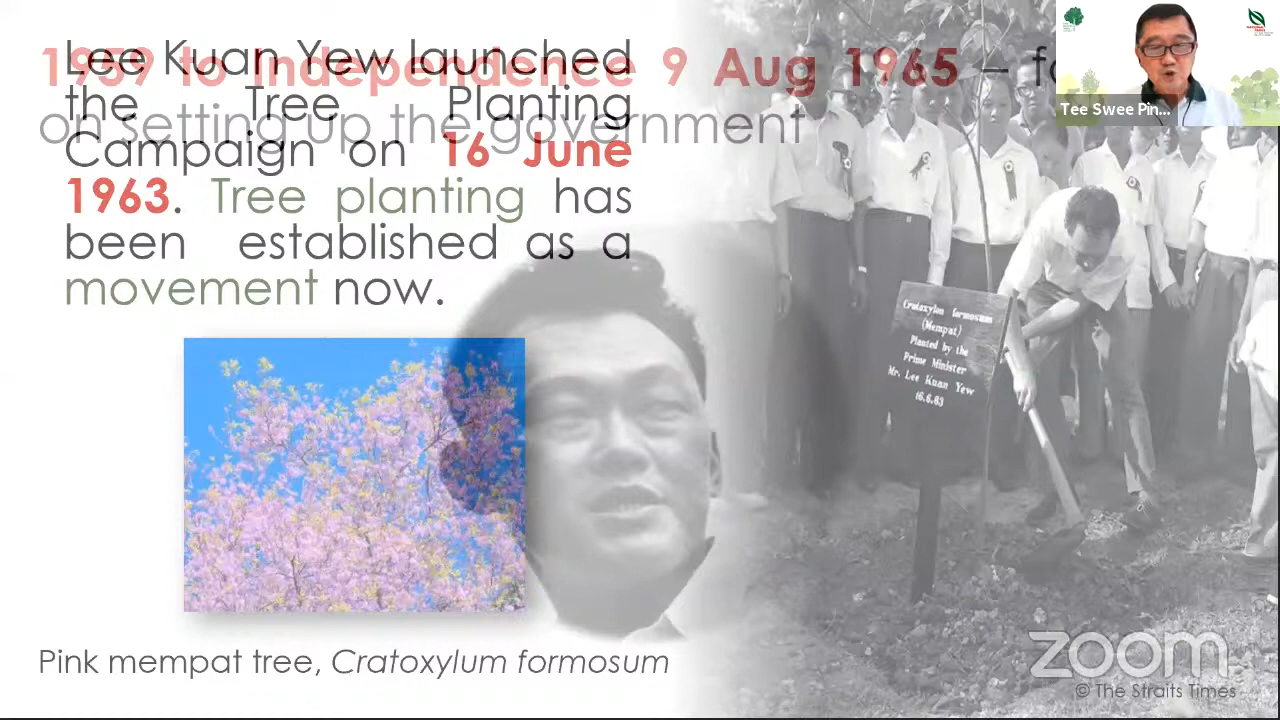 1959 to Independence 9 Aug 1965 –
on setting up the government
Lee Kuan Yew launched
the Tree Planting
Campaign on 16 June
1963. Tree planting has
been established as a
movement now.
Tee Swee Pin...
Cratoxylon formosum
(Mempat)
Planted by the
Prime Minister
Mr. Lee Kuan Yew
16.6.63
Pink mempat tree, Cratoxylum formosum
zoom
© The Straits Times